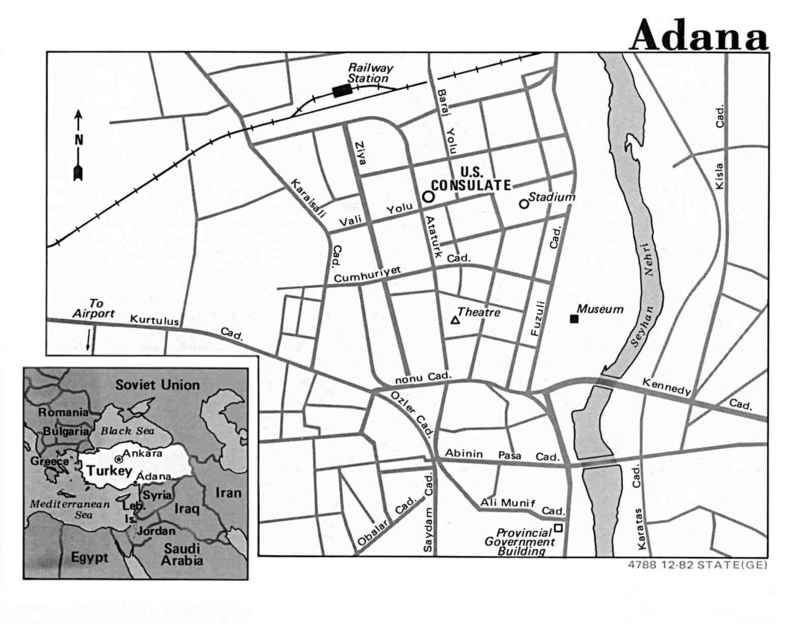 Adana
Railway
Station
N
Baraj
Yolu
Ziya
Kisla
Cad.
U.S.
CONSULATE
Karaisali
Cad.
Vali
Yolu
Stadium
Ataturk
Cad.
Cumhuriyet
Cad.
Fuzuli
Cad.
Seyhan
Nehri
To
Airport
Kurtulus
Cad.
Theatre
Museum
nonu Cad.
Kennedy
Cad.
Ozler Cad.
Abinin Pasa Cad.
Ali Munif Cad.
Obalar Cad.
Saydam Cad.
Provincial
Government
Building
Karatas
Cad.
Soviet Union
Romania
Black Sea
Bulgaria
Greece
Ankara
Turkey
Adana
Mediterranean
Sea
Syria
Leb.
Is.
Iraq
Iran
Jordan
Egypt
Saudi
Arabia
4788 12-82 STATE(GE)